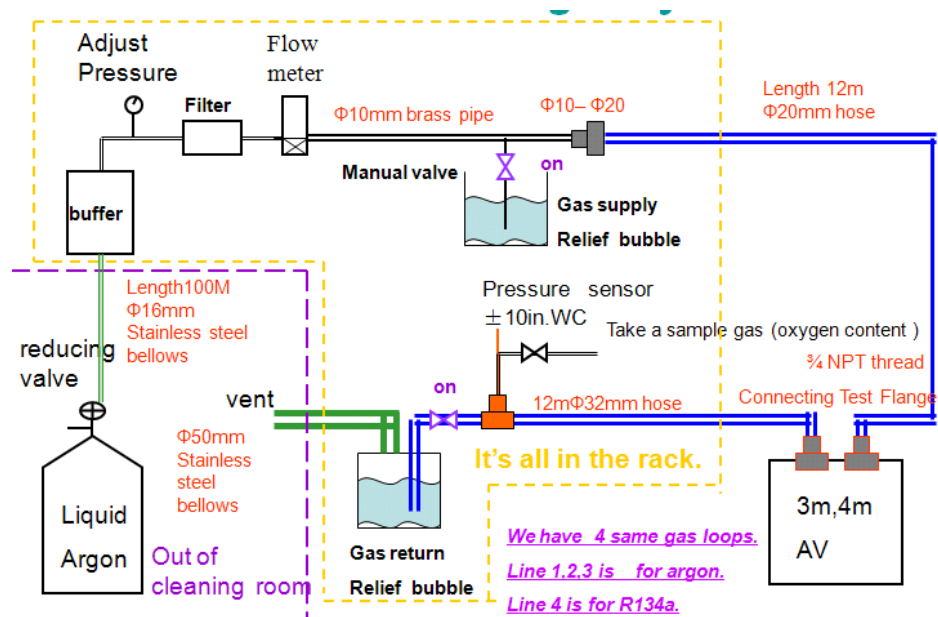 Adjust
Pressure
Flow
meter
Filter
Φ10mm brass pipe
Φ10– Φ20
Length 12m
Φ20mm hose
Manual valve
on
buffer
Gas supply
Relief bubble
Length100M
Φ16mm
Stainless steel
bellows
Pressure sensor
±10in.WC
Take a sample gas (oxygen content )
reducing
valve
¾ NPT thread
Connecting Test Flange
on
vent
12mΦ32mm hose
Φ50mm
Stainless
steel
bellows
It's all in the rack.
Liquid
Argon
3m,4m
AV
Out of
cleaning room
Gas return
Relief bubble
We have 4 same gas loops.
Line 1,2,3 is for argon.
Line 4 is for R134a.